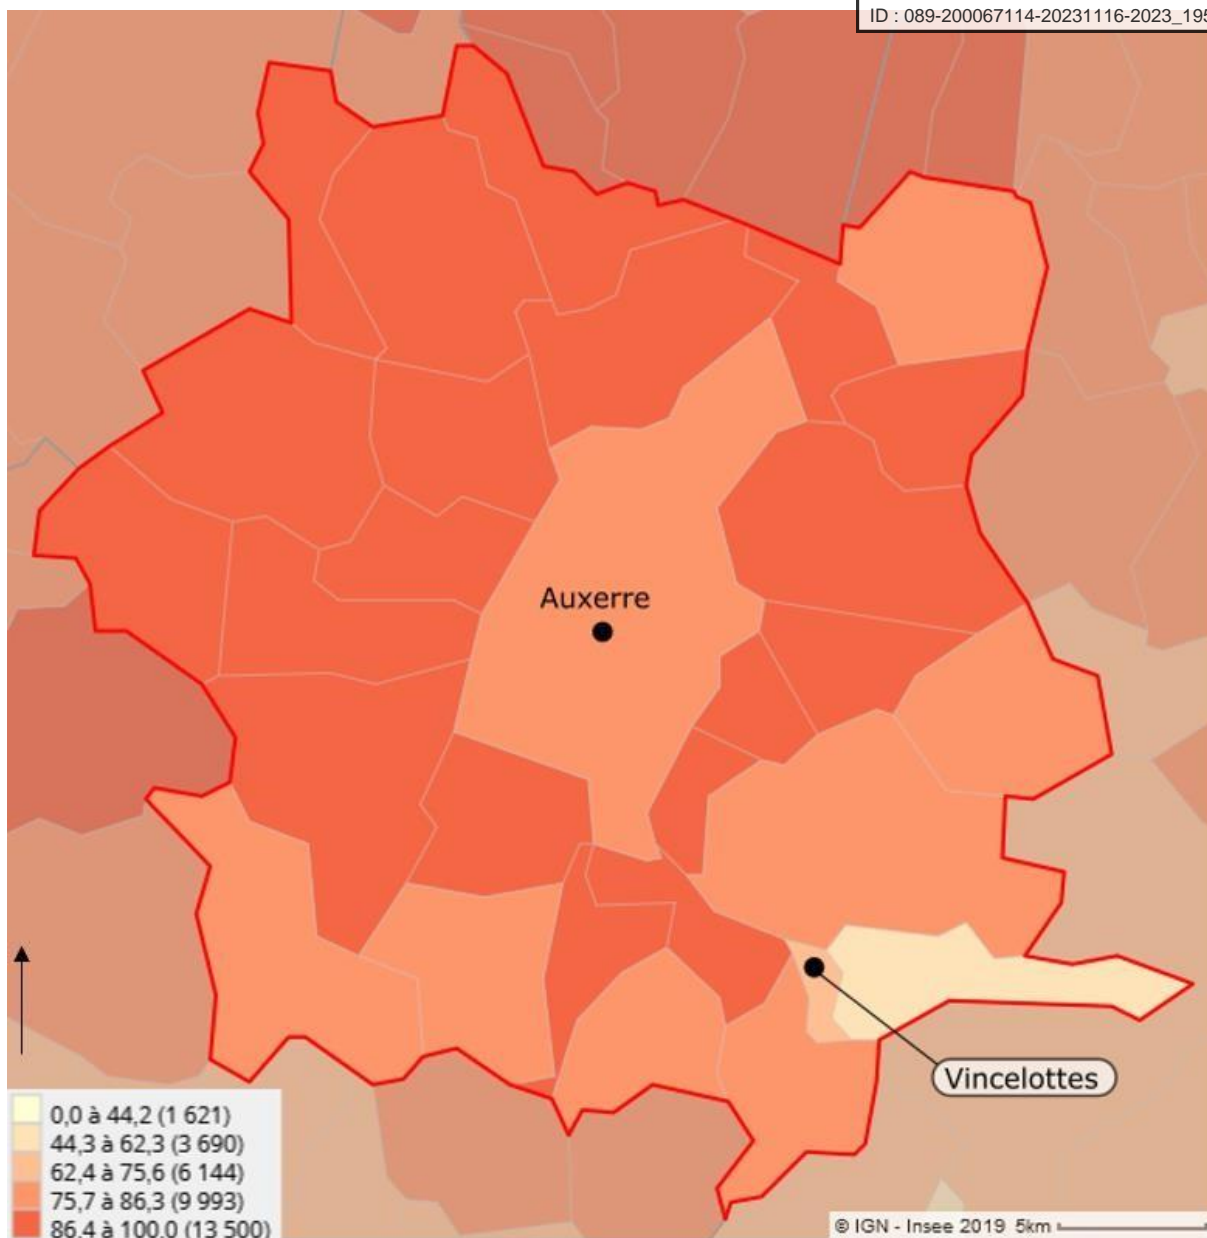 ID : 089-200067114-20231116-2023_195
Auxerre
Vincelottes
0,0 à 44,2 (1 621)
44,3 à 62,3 (3 690)
62,4 à 75,6 (6 144)
75,7 à 86,3 (9 993)
86,4 à 100,0 (13 500)
© IGN - Insee 2019 5km